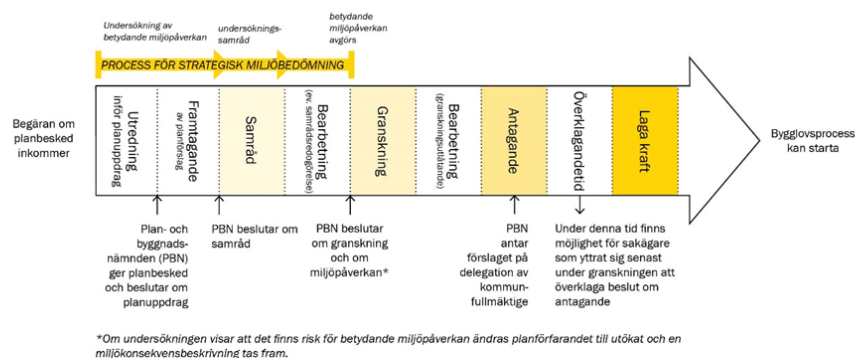 Undersökning av
betydande miljöpåverkan
undersöknings-
samråd
betydande
miljöpåverkan
avgörs
PROCESS FÖR STRATEGISK MILJÖBEDÖMNING
Begäran om
planbesked
inkommer
Utredning
inför planuppdrag
Framtagande
av planförslag
Samråd
Bearbetning
(ev. samrådsredogörelse)
Granskning
Bearbetning
(granskningsutlåtande)
Antagande
Överklagandetid
Laga kraft
Bygglovsprocess
kan starta
Plan- och
byggnads-
nämnden (PBN)
ger planbesked
och beslutar om
planuppdrag
PBN beslutar om
samråd
PBN beslutar
om granskning
och om
miljöpåverkan*
PBN
antar
förslaget på
delegation av
kommun-
fullmäktige
Under denna tid finns
möjlighet för sakägare
som yttrat sig senast
under granskningen att
överklaga beslut om
antagande
*Om undersökningen visar att det finns risk för betydande miljöpåverkan ändras planförfarandet till utökat och en
miljökonsekvensbeskrivning tas fram.